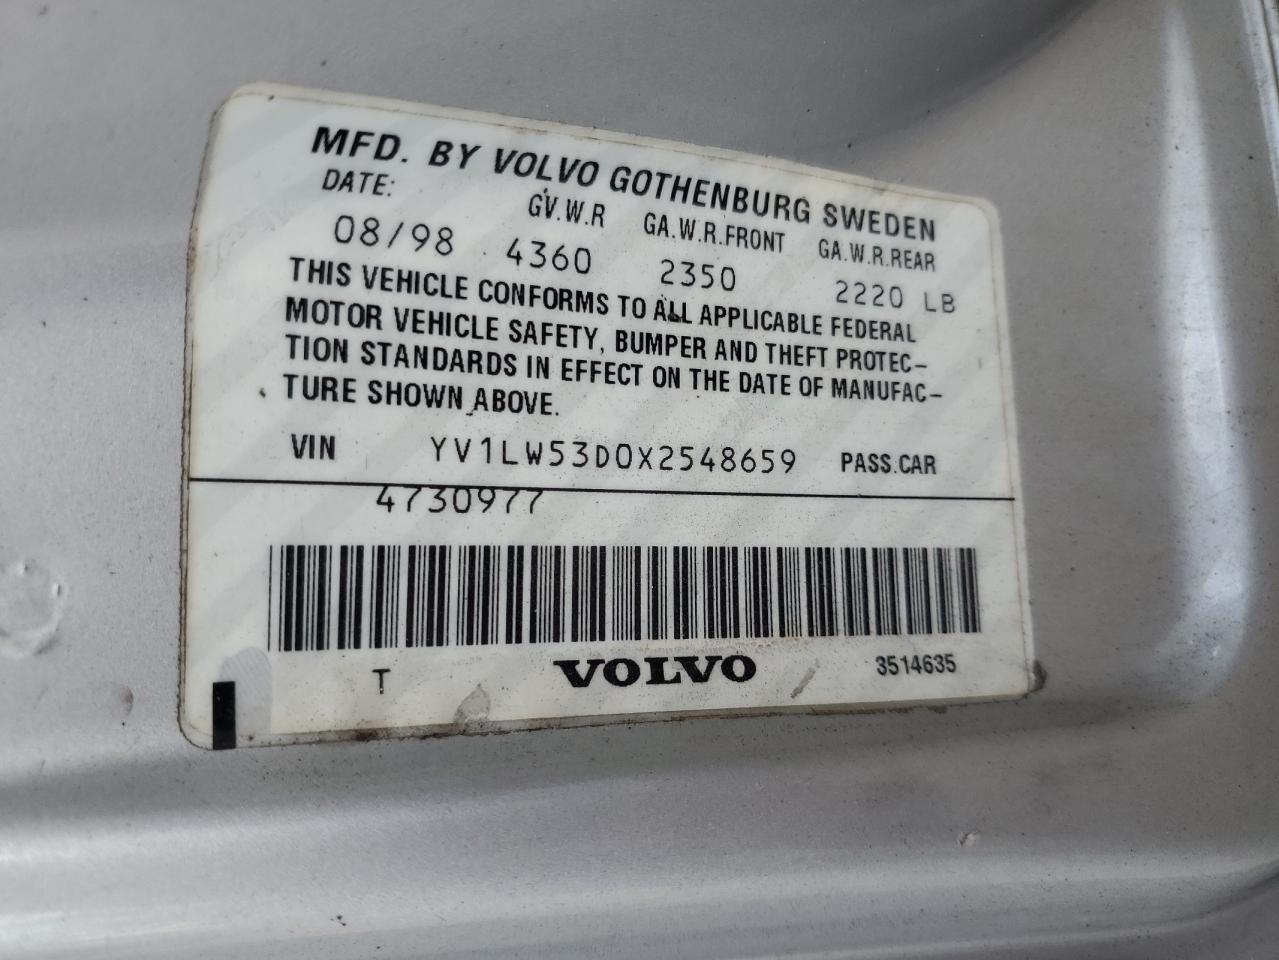 MFD. BY VOLVO GOTHENBURG SWEDEN
DATE: GV.W.R GA.W.R.FRONT GA.W.R.REAR
08/98 4360 2350 2220 LB
THIS VEHICLE CONFORMS TO ALL APPLICABLE FEDERAL
MOTOR VEHICLE SAFETY, BUMPER AND THEFT PROTEC-
TION STANDARDS IN EFFECT ON THE DATE OF MANUFAC-
TURE SHOWN ABOVE.
VIN YV1LW53D0X2548659 PASS.CAR
4730977
T VOLVO 3514635